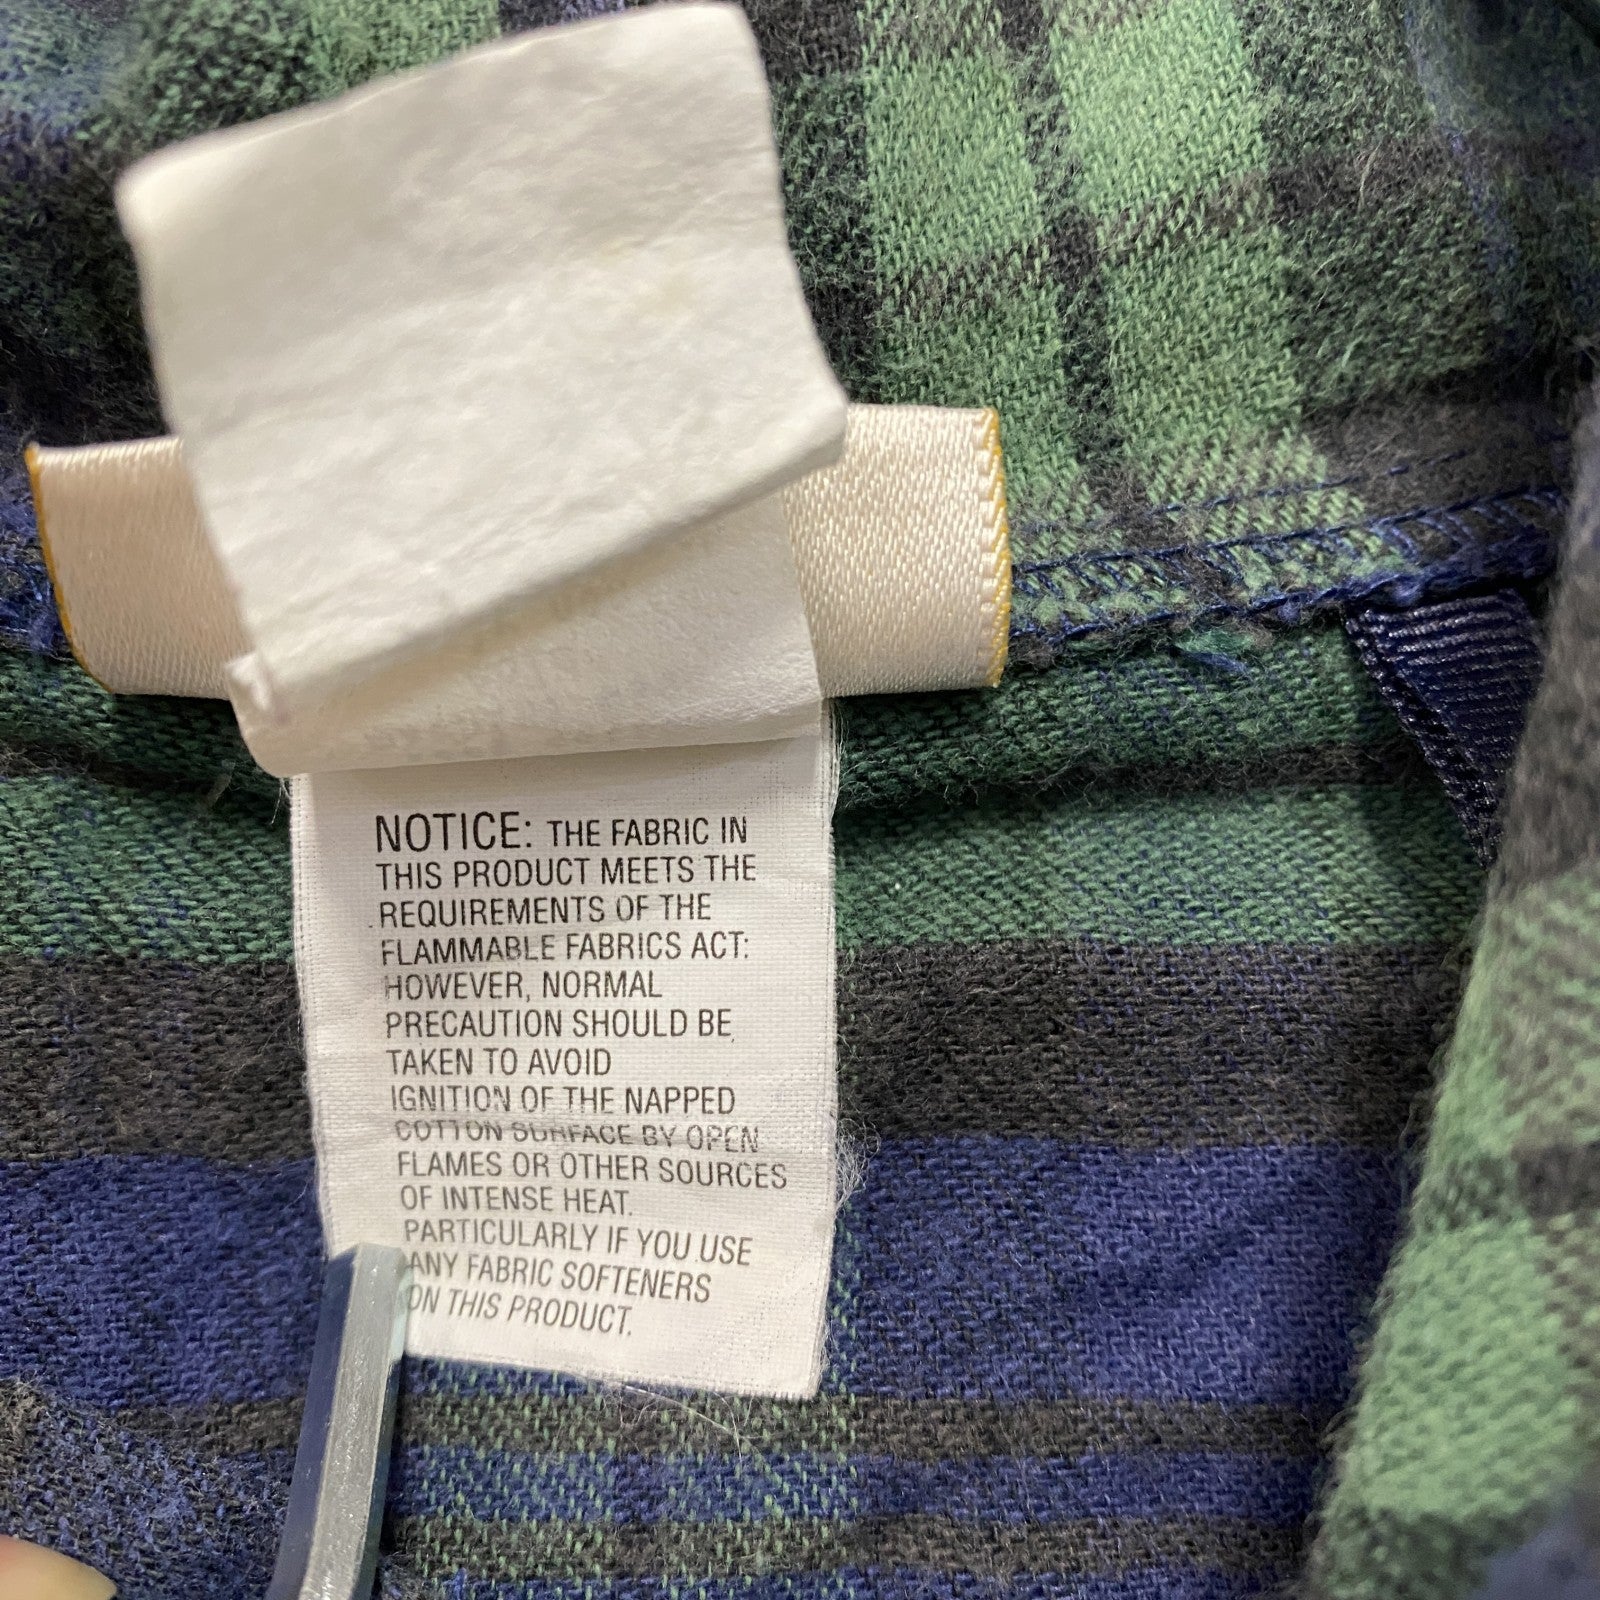 NOTICE: THE FABRIC IN
THIS PRODUCT MEETS THE
REQUIREMENTS OF THE
FLAMMABLE FABRICS ACT:
HOWEVER, NORMAL
PRECAUTION SHOULD BE
TAKEN TO AVOID
IGNITION OF THE NAPPED
COTTON SURFACE BY OPEN
FLAMES OR OTHER SOURCES
OF INTENSE HEAT.
PARTICULARLY IF YOU USE
ANY FABRIC SOFTENERS
ON THIS PRODUCT.